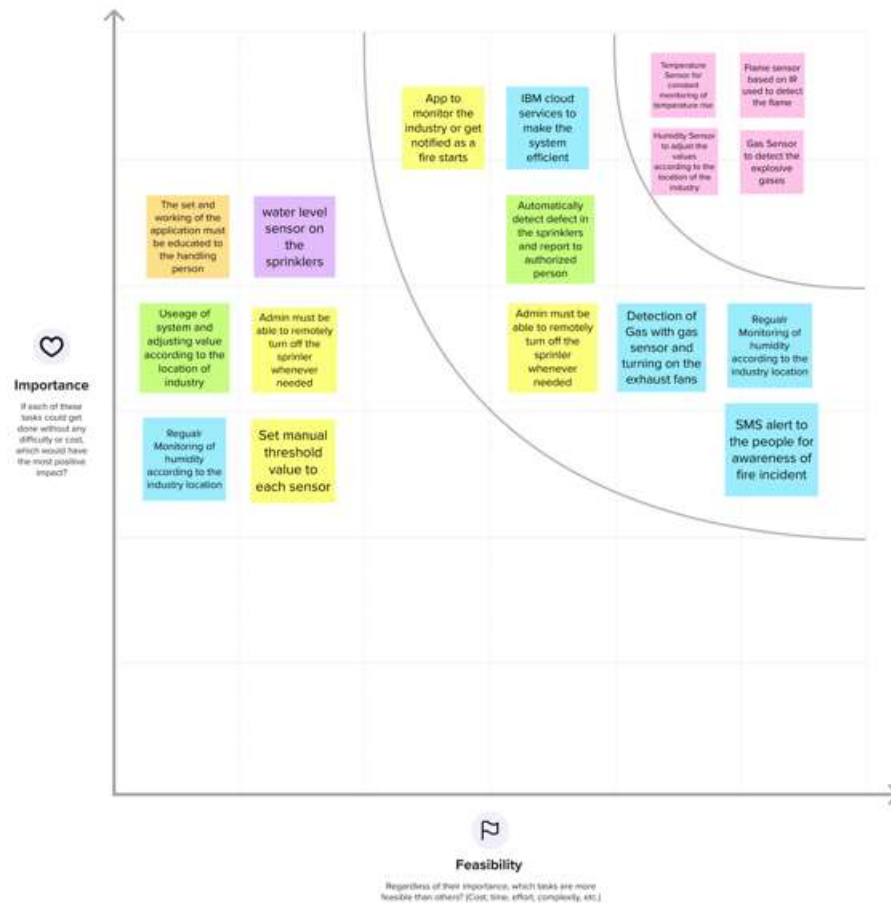 Temperature
Sensor for
constant
monitoring of
temperature rise
Flame sensor
based on IR
used to detect
the flame
App to
monitor the
industry or get
notified as a
fire starts
IBM cloud
services to
make the
system
efficient
Humidity Sensor
to adjust the
values
according to the
location of the
industry
Gas Sensor
to detect the
explosive
gases
The set and
working of the
application must
be educated to
the handling
person
water level
sensor on
the
sprinklers
Automatically
detect defect in
the sprinklers
and report to
authorized
person
Useage of
system and
adjusting value
according to the
location of
industry
Admin must be
able to remotely
turn off the
sprinler
whenever
needed
Admin must be
able to remotely
turn off the
sprinler
whenever
needed
Detection of
Gas with gas
sensor and
turning on the
exhaust fans
Regualr
Monitoring of
humidity
according to the
industry location
Importance
If each of these
tasks could get
done without any
difficulty or cost,
which would have
the most positive
impact?
Regualr
Monitoring of
humidity
according to the
industry location
Set manual
threshold
value to
each sensor
SMS alert to
the people for
awareness of
fire incident
Feasibility
Regardless of their importance, which tasks are more
feasible than others? (Cost, time, effort, complexity, etc.)